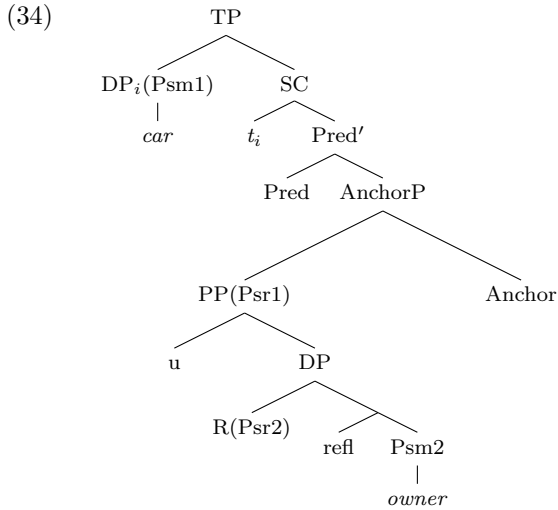 (34) TP
DPi(Psm1) SC
car ti Pred′
Pred AnchorP
PP(Psr1) Anchor
u DP
R(Psr2) refl Psm2
owner